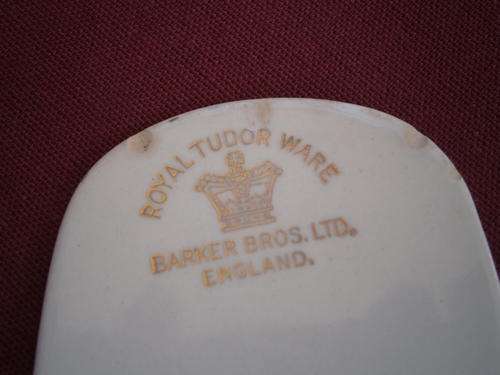 ROYAL TUDOR WARE
BARKER BROS. LTD.
ENGLAND.